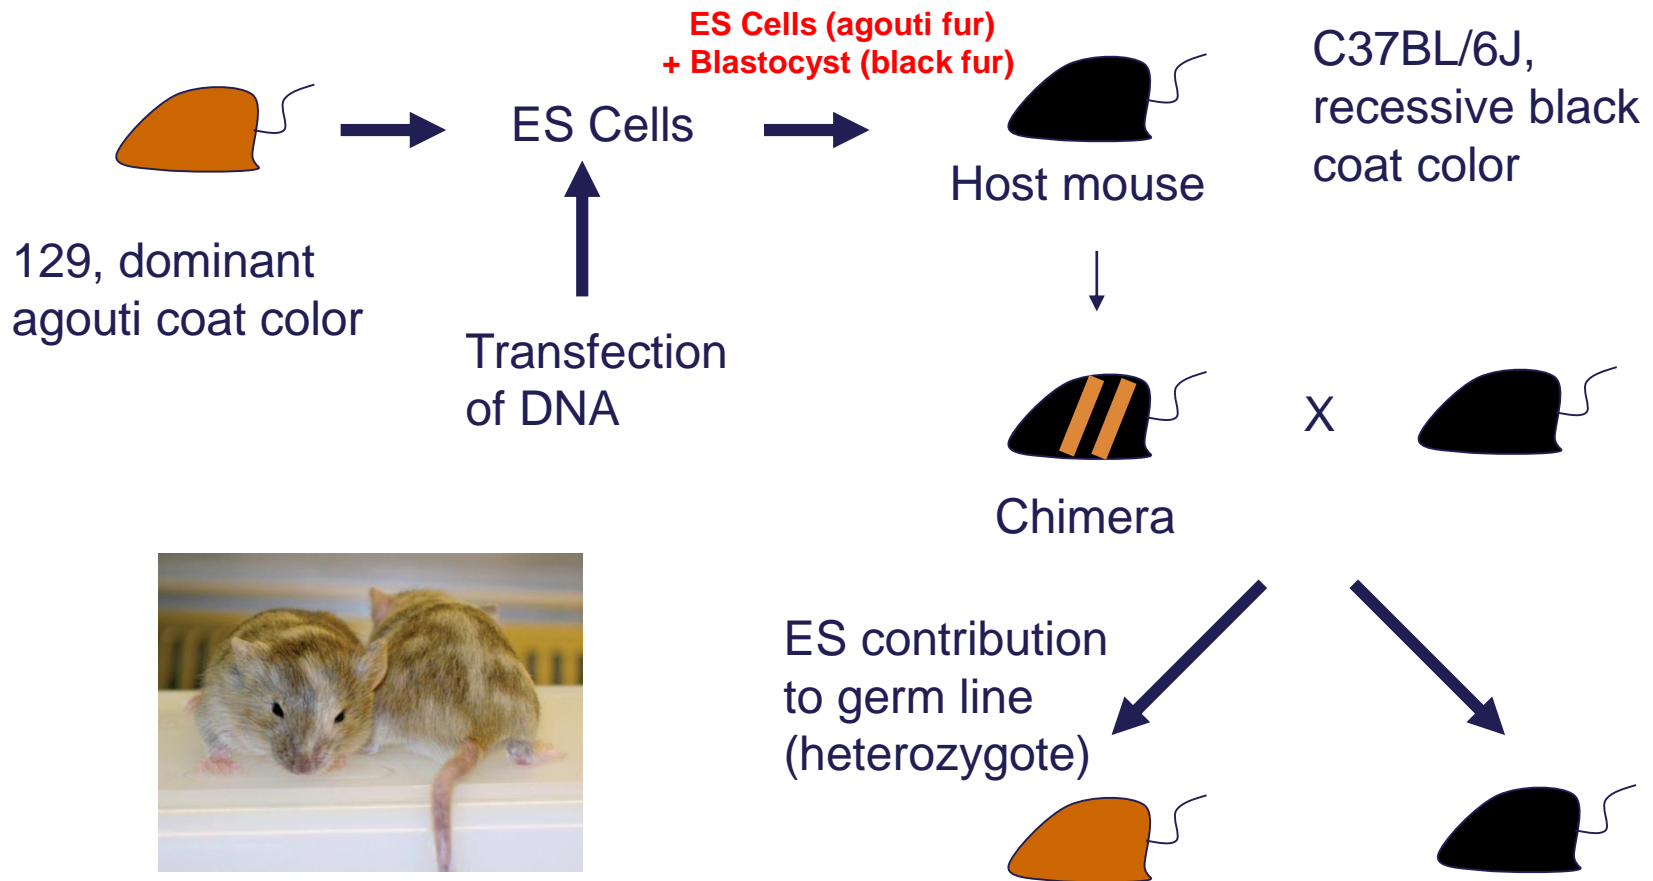 ES Cells (agouti fur)
+ Blastocyst (black fur)
129, dominant
agouti coat color
ES Cells
Transfection
of DNA
Host mouse
C37BL/6J,
recessive black
coat color
Chimera
X
ES contribution
to germ line
(heterozygote)